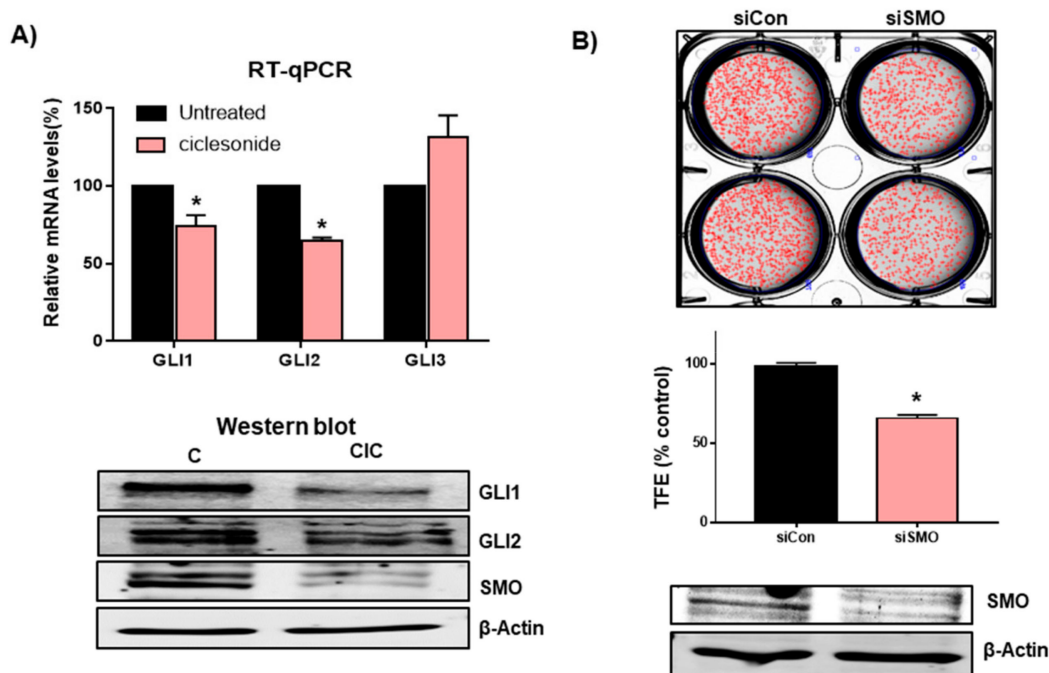 A)
RT-qPCR
Relative mRNA levels(%)
150
100
50
0
Untreated
ciclesonide
*
*
GLI1 GLI2 GLI3
Western blot
C CIC
GLI1
GLI2
SMO
β-Actin
B)
siCon siSMO
TFE (% control)
100
50
0
*
siCon siSMO
SMO
β-Actin